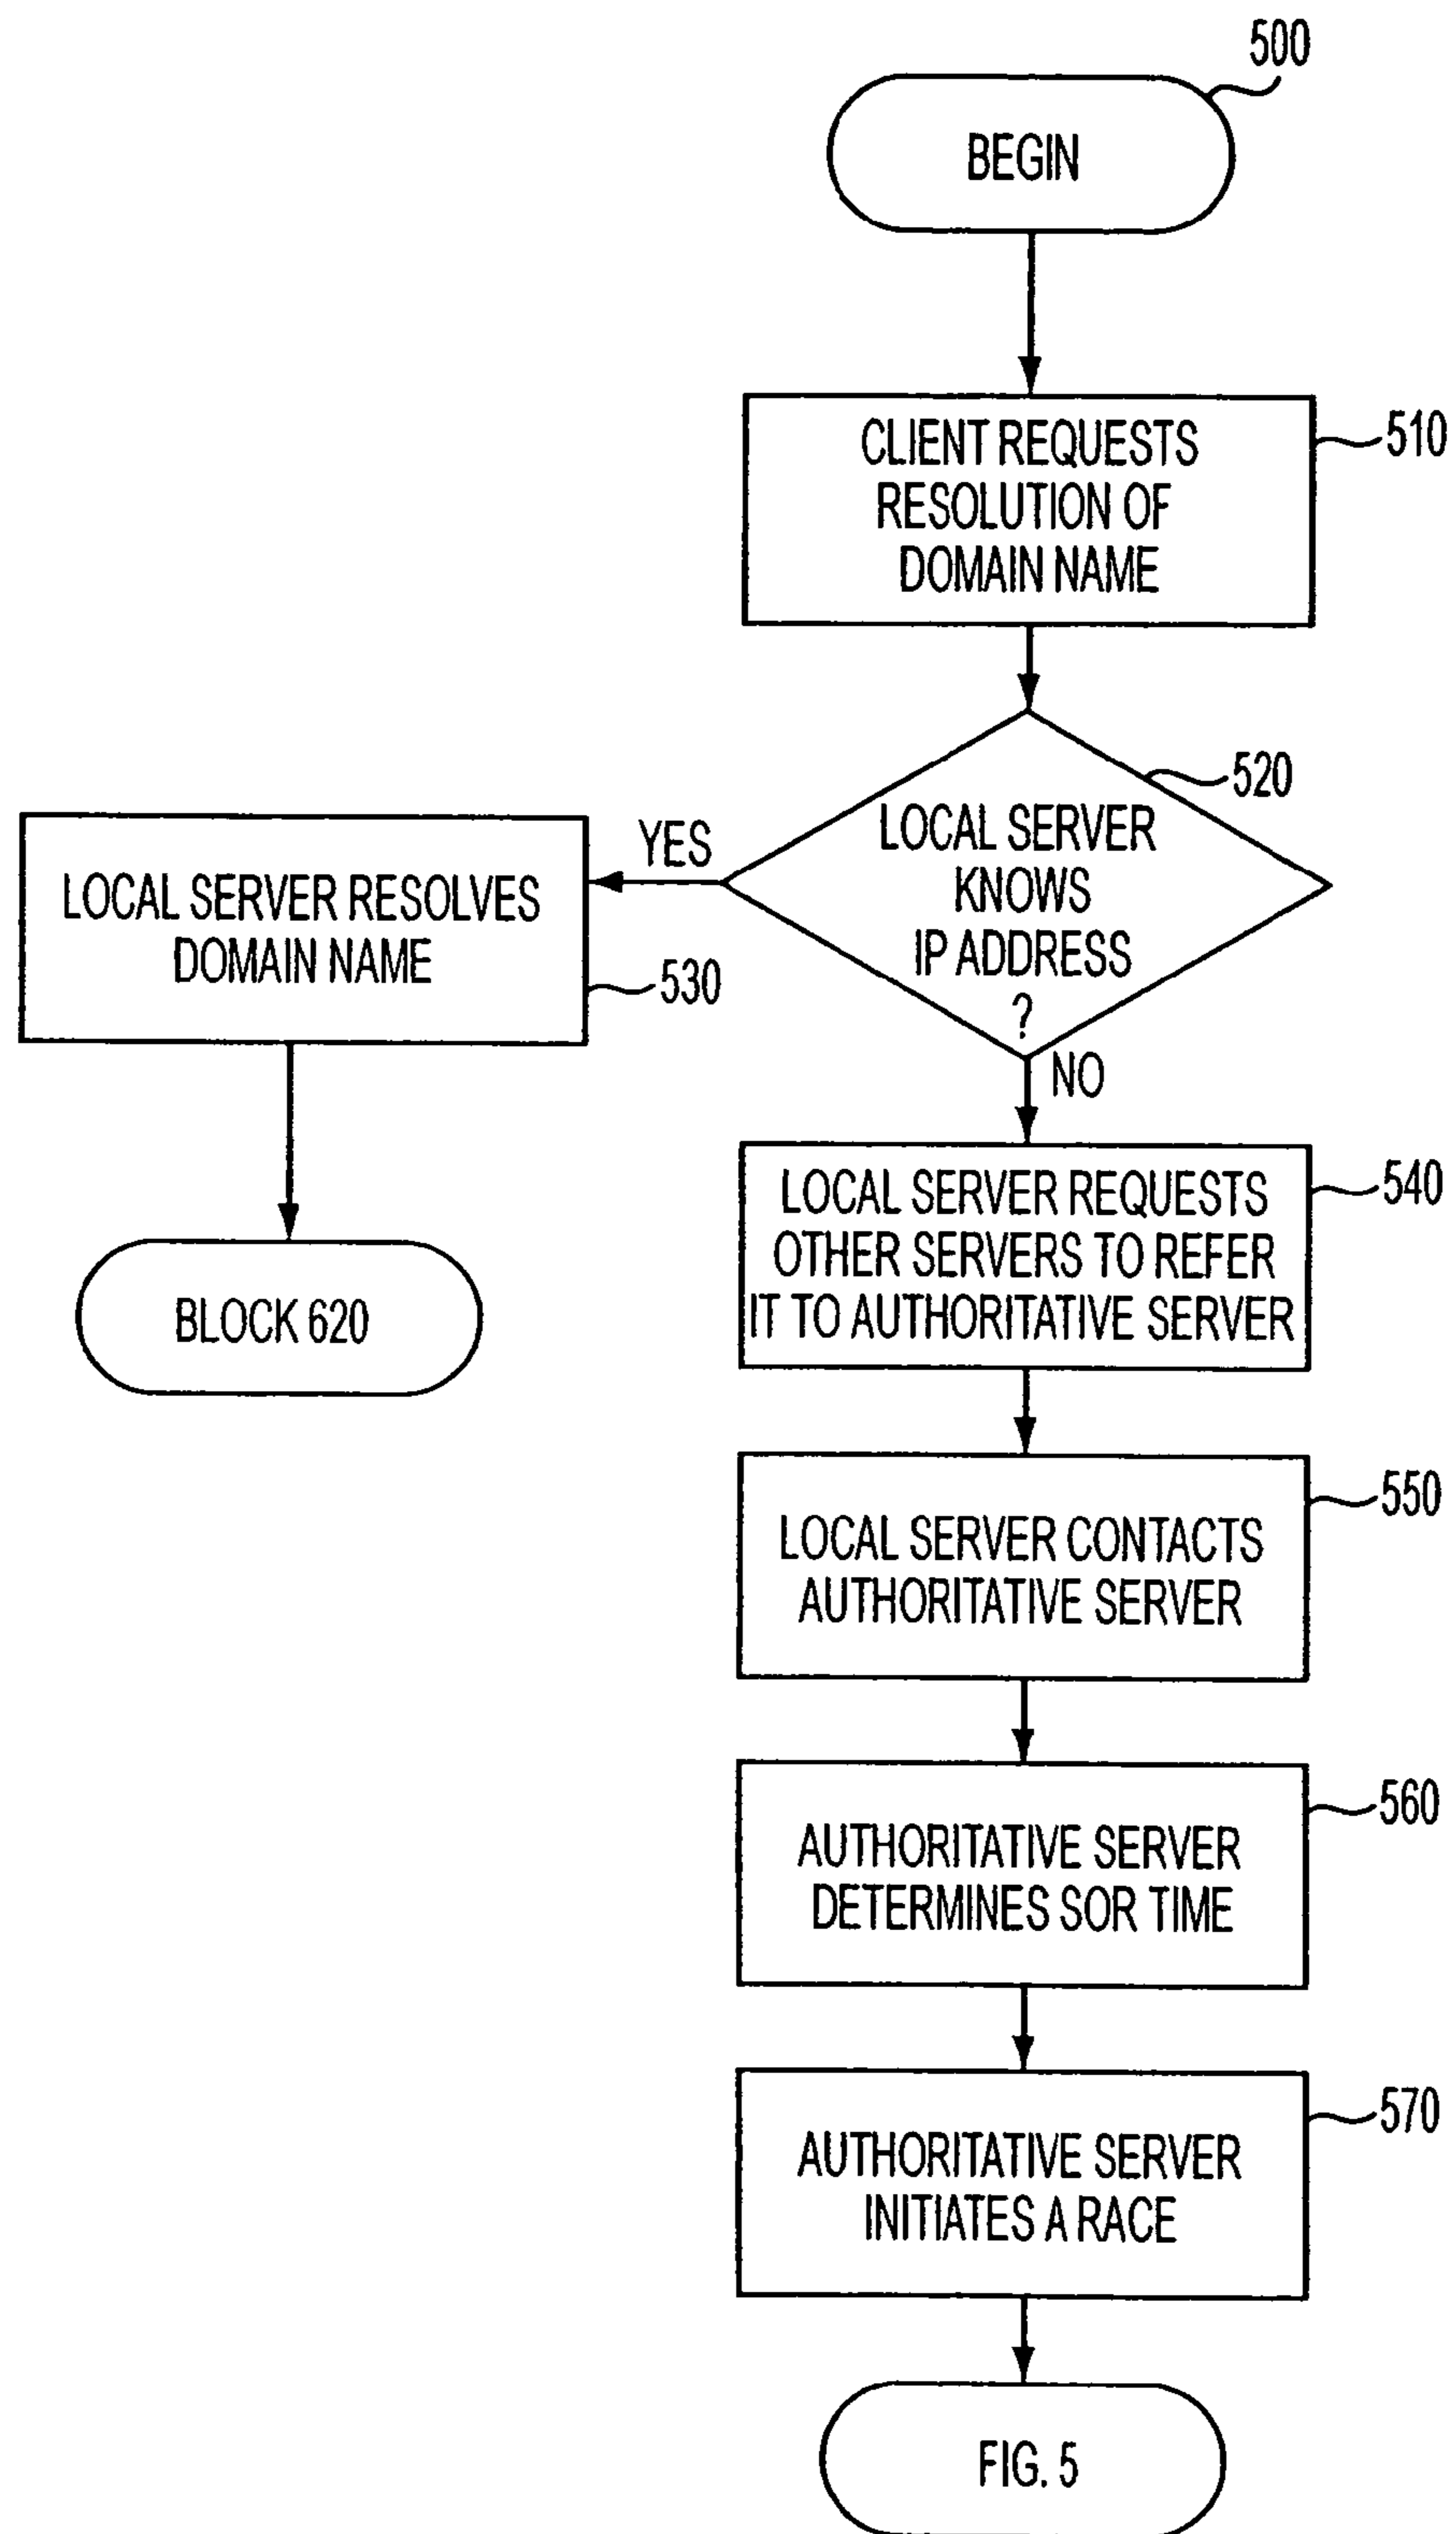 500
BEGIN
CLIENT REQUESTS
RESOLUTION OF
DOMAIN NAME
510
520
LOCAL SERVER
KNOWS
IP ADDRESS
?
YES
LOCAL SERVER RESOLVES
DOMAIN NAME
530
BLOCK 620
NO
LOCAL SERVER REQUESTS
OTHER SERVERS TO REFER
IT TO AUTHORITATIVE SERVER
540
LOCAL SERVER CONTACTS
AUTHORITATIVE SERVER
550
AUTHORITATIVE SERVER
DETERMINES SOR TIME
560
AUTHORITATIVE SERVER
INITIATES A RACE
570
FIG. 5